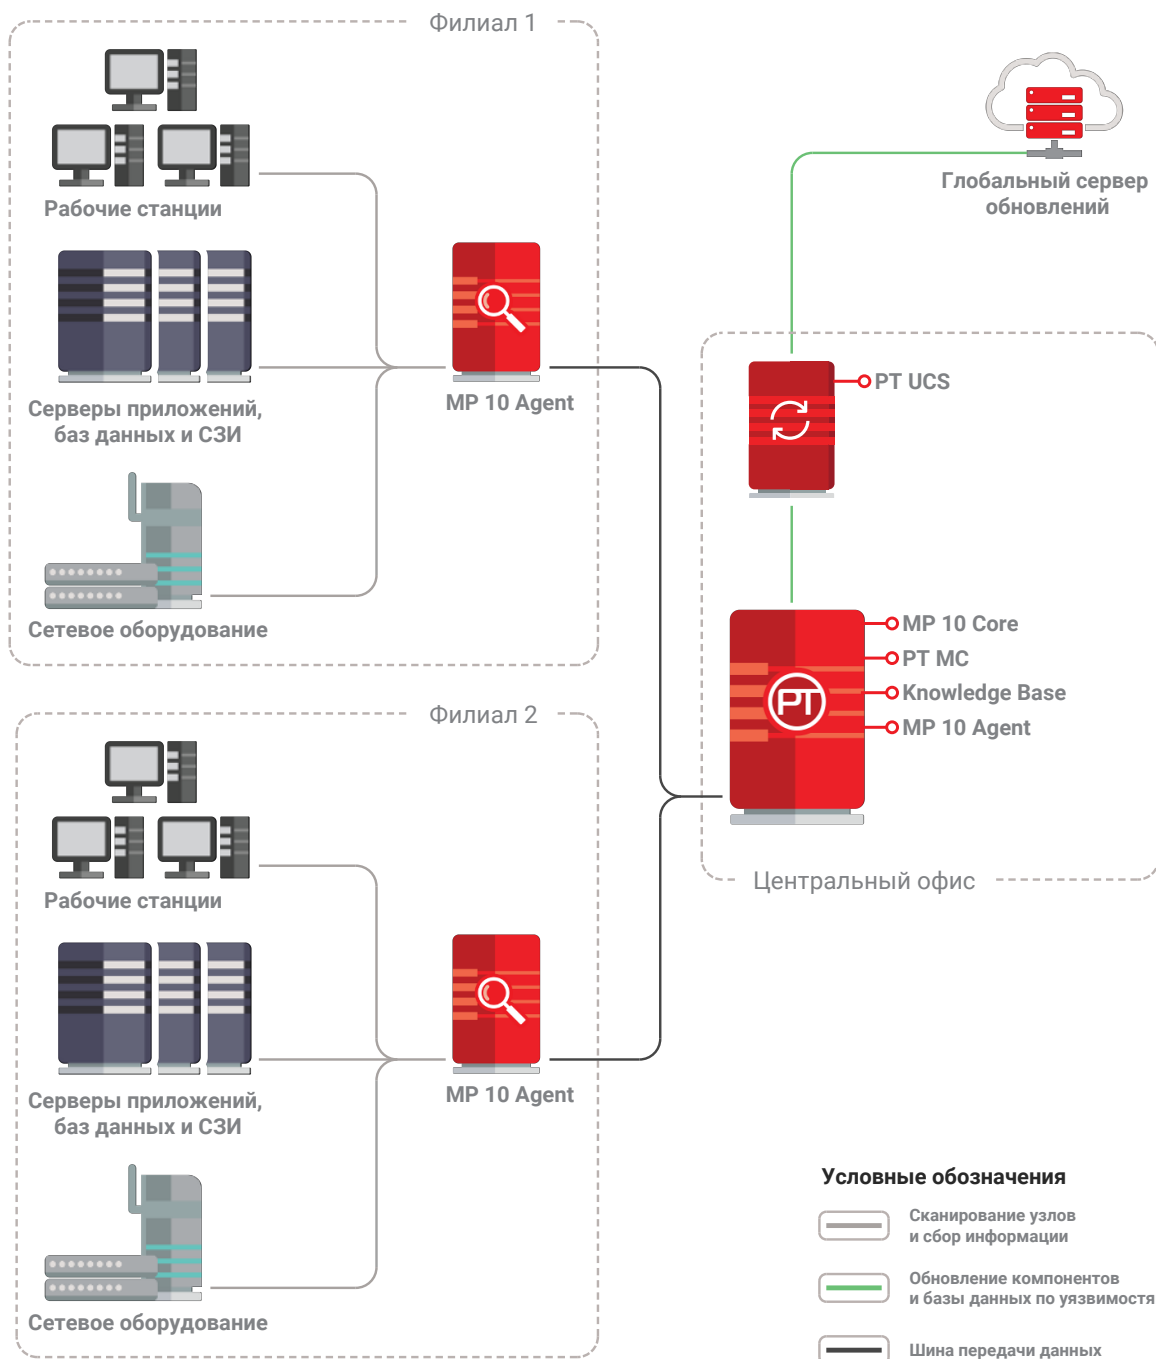 Филиал 1
Рабочие станции
Серверы приложений,
баз данных и СЗИ
Сетевое оборудование
MP 10 Agent
Глобальный сервер
обновлений
PT UCS
MP 10 Core
PT MC
Knowledge Base
MP 10 Agent
PT
Центральный офис
Филиал 2
Рабочие станции
Серверы приложений,
баз данных и СЗИ
Сетевое оборудование
MP 10 Agent
Условные обозначения
Сканирование узлов
и сбор информации
Обновление компонентов
и базы данных по уязвимостя
Шина передачи данных